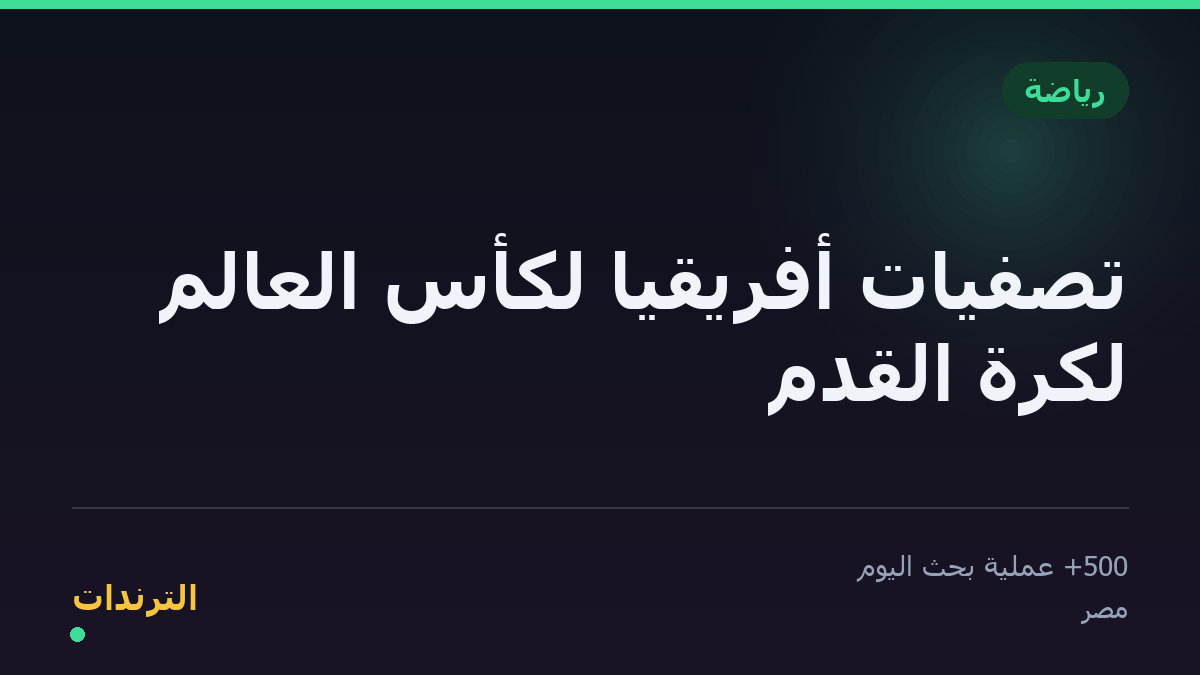 رياضة
تصفيات أفريقيا لكأس العالم
لكرة القدم
500+ عملية بحث اليوم
مصر
الترندات